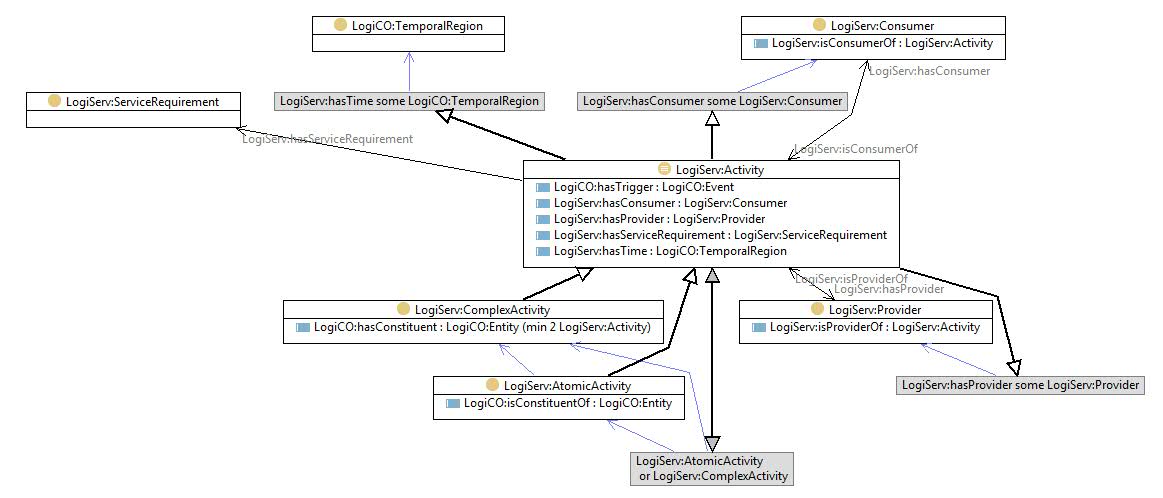 LogiCO:TemporalRegion
LogiServ:Consumer
LogiServ:isConsumerOf : LogiServ:Activity
LogiServ:hasConsumer
LogiServ:ServiceRequirement
LogiServ:hasTime some LogiCO:TemporalRegion
LogiServ:hasConsumer some LogiServ:Consumer
LogiServ:hasServiceRequirement
LogiServ:isConsumerOf
LogiServ:Activity
LogiCO:hasTrigger : LogiCO:Event
LogiServ:hasConsumer : LogiServ:Consumer
LogiServ:hasProvider : LogiServ:Provider
LogiServ:hasServiceRequirement : LogiServ:ServiceRequirement
LogiServ:hasTime : LogiCO:TemporalRegion
LogiServ:isProviderOf
LogiServ:hasProvider
LogiServ:ComplexActivity
LogiCO:hasConstituent : LogiCO:Entity (min 2 LogiServ:Activity)
LogiServ:Provider
LogiServ:isProviderOf : LogiServ:Activity
LogiServ:AtomicActivity
LogiCO:isConstituentOf : LogiCO:Entity
LogiServ:hasProvider some LogiServ:Provider
LogiServ:AtomicActivity
or LogiServ:ComplexActivity